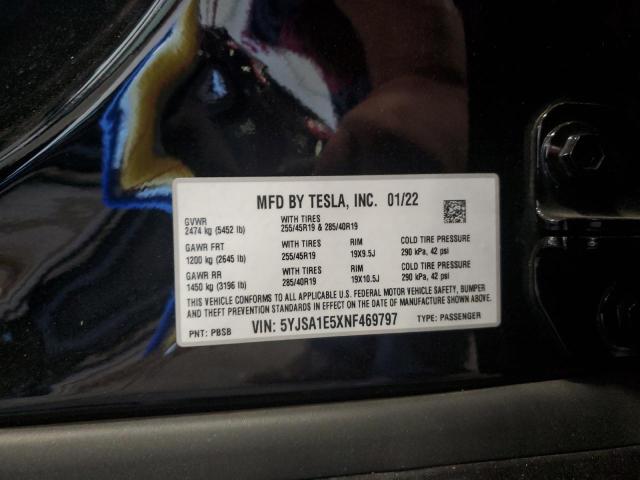 MFD BY TESLA, INC. 01/22
GVWR WITH TIRES
2474 kg (5452 lb) 255/45R19 & 285/40R19
GAWR FRT WITH TIRES RIM COLD TIRE PRESSURE
1200 kg (2645 lb) 255/45R19 19X9.5J 290 kPa, 42 psi
GAWR RR WITH TIRES RIM COLD TIRE PRESSURE
1450 kg (3196 lb) 285/40R19 19X10.5J 290 kPa, 42 psi
THIS VEHICLE CONFORMS TO ALL APPLICABLE U.S. FEDERAL MOTOR VEHICLE SAFETY, BUMPER
AND THEFT PREVENTION STANDARDS IN EFFECT ON THE DATE OF MANUFACTURE SHOWN ABOVE.
PNT: PBSB VIN: 5YJSA1E5XNF469797 TYPE: PASSENGER